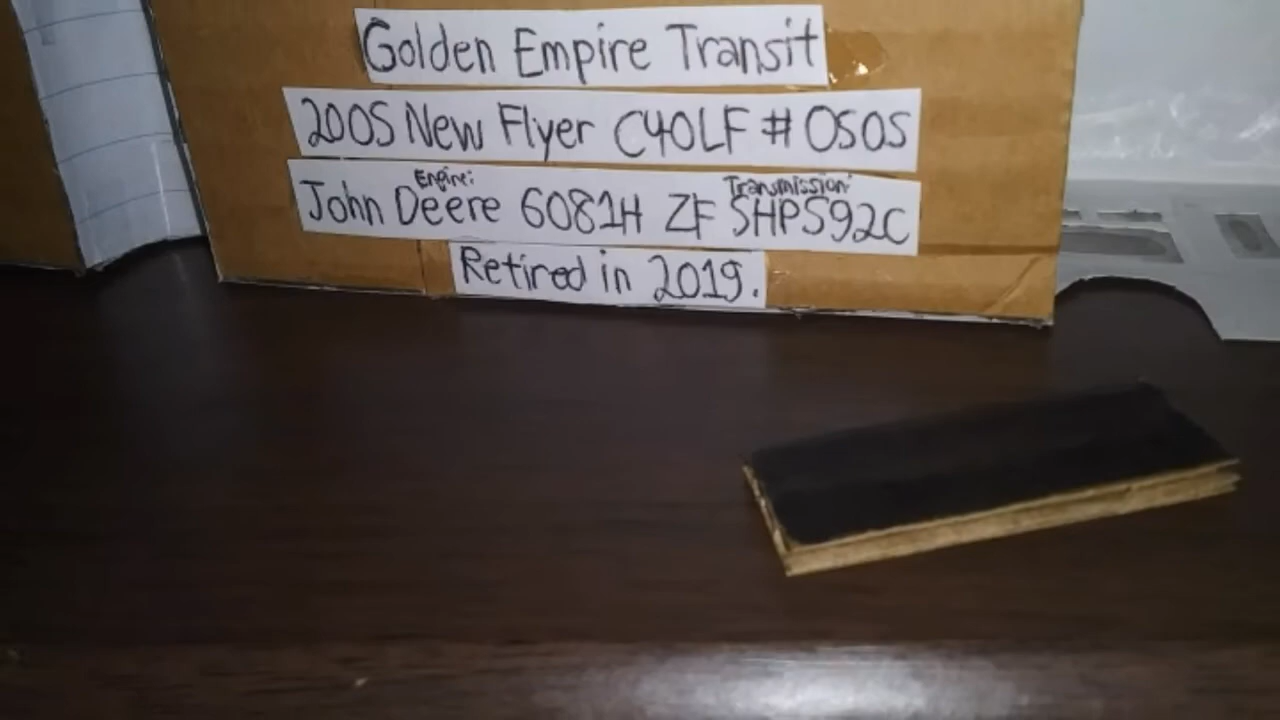 Golden Empire Transit
2005 New Flyer C40LF # 0505
Engine: Transmission:
John Deere 6081H ZF 5HP592C
Retired in 2019.